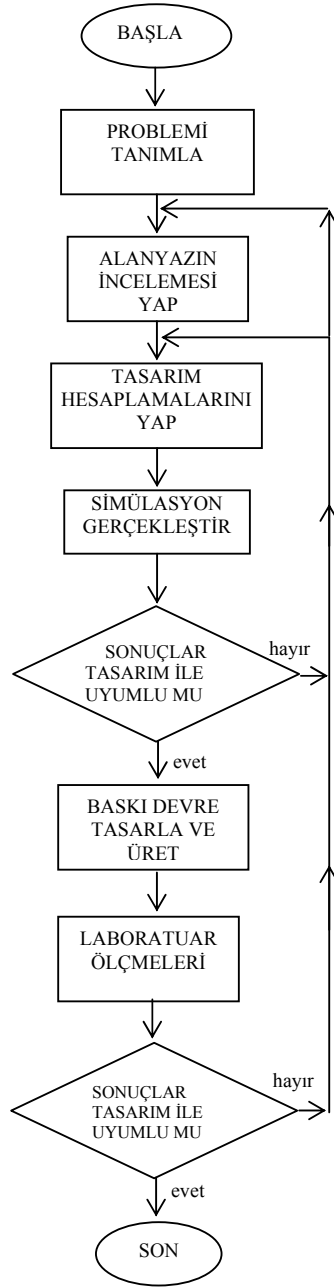 BAŞLA
PROBLEMİ
TANIMLA
ALANYAZIN
İNCELEMESİ
YAP
TASARIM
HESAPLAMALARINI
YAP
SİMÜLASYON
GERÇEKLEŞTİR
SONUÇLAR
TASARIM İLE
UYUMLU MU
hayır
evet
BASKI DEVRE
TASARLA VE
ÜRET
LABORATUAR
ÖLÇMELERİ
SONUÇLAR
TASARIM İLE
UYUMLU MU
hayır
evet
SON